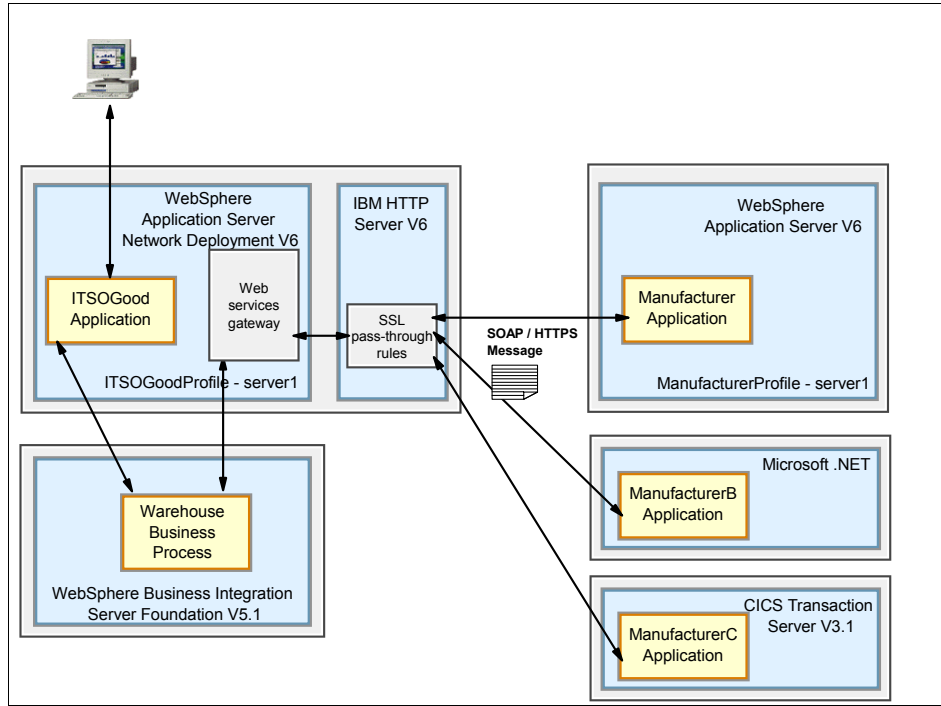 WebSphere
Application Server
Network Deployment V6
IBM HTTP
Server V6
WebSphere
Application Server V6
ITSOGood
Application
Web
services
gateway
SSL
pass-through
rules
SOAP / HTTPS
Message
Manufacturer
Application
ITSOGoodProfile - server1
ManufacturerProfile - server1
Warehouse
Business
Process
WebSphere Business Integration
Server Foundation V5.1
Microsoft .NET
ManufacturerB
Application
CICS Transaction
Server V3.1
ManufacturerC
Application